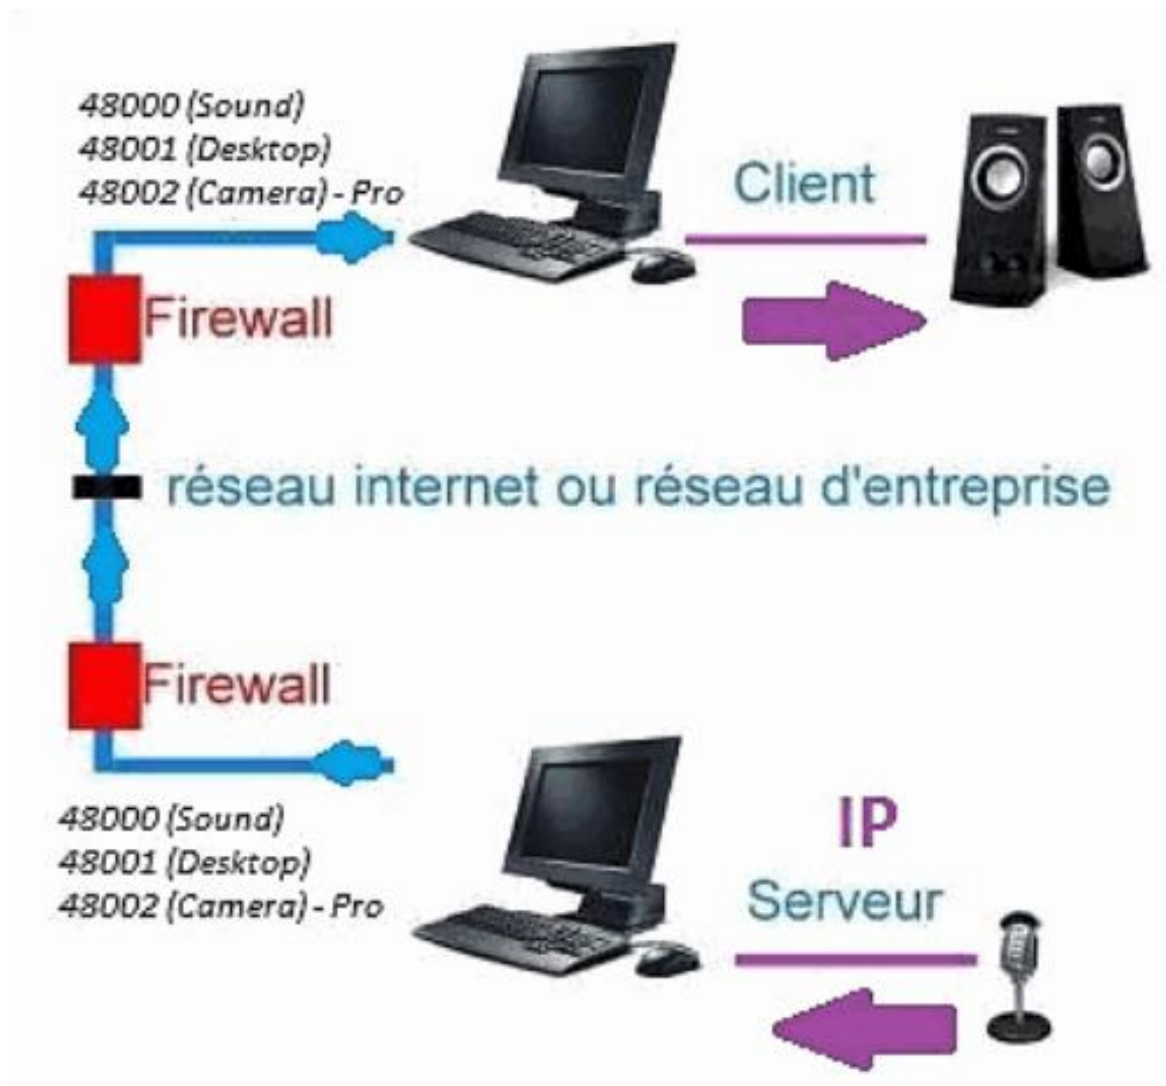 48000 (Sound)
48001 (Desktop)
48002 (Camera) - Pro
Client
Firewall
réseau internet ou réseau d'entreprise
Firewall
48000 (Sound)
48001 (Desktop)
48002 (Camera) - Pro
IP
Serveur